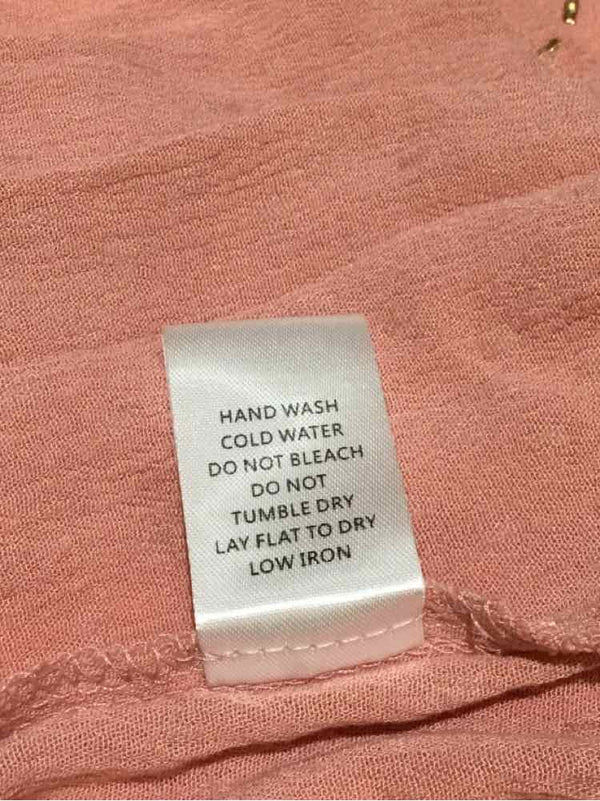 HAND WASH
COLD WATER
DO NOT BLEACH
DO NOT
TUMBLE DRY
LAY FLAT TO DRY
LOW IRON